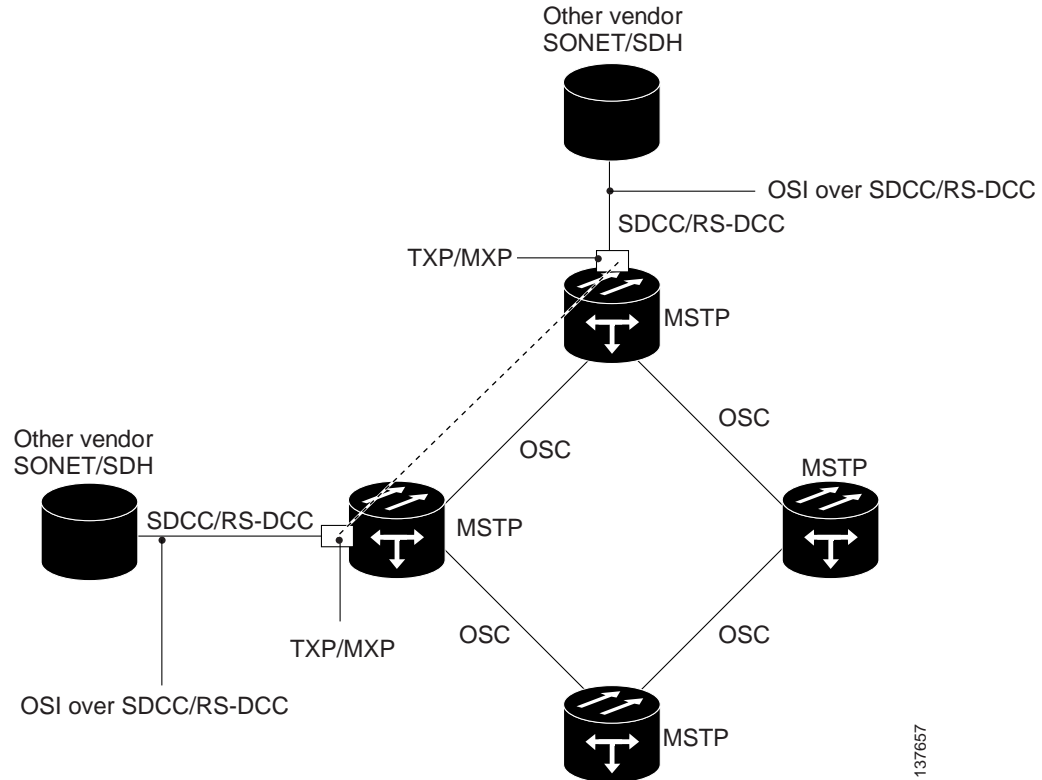 Other vendor
SONET/SDH
OSI over SDCC/RS-DCC
SDCC/RS-DCC
TXP/MXP
MSTP
OSC
OSC
MSTP
Other vendor
SONET/SDH
SDCC/RS-DCC
MSTP
TXP/MXP
OSC
OSC
OSI over SDCC/RS-DCC
MSTP
137657